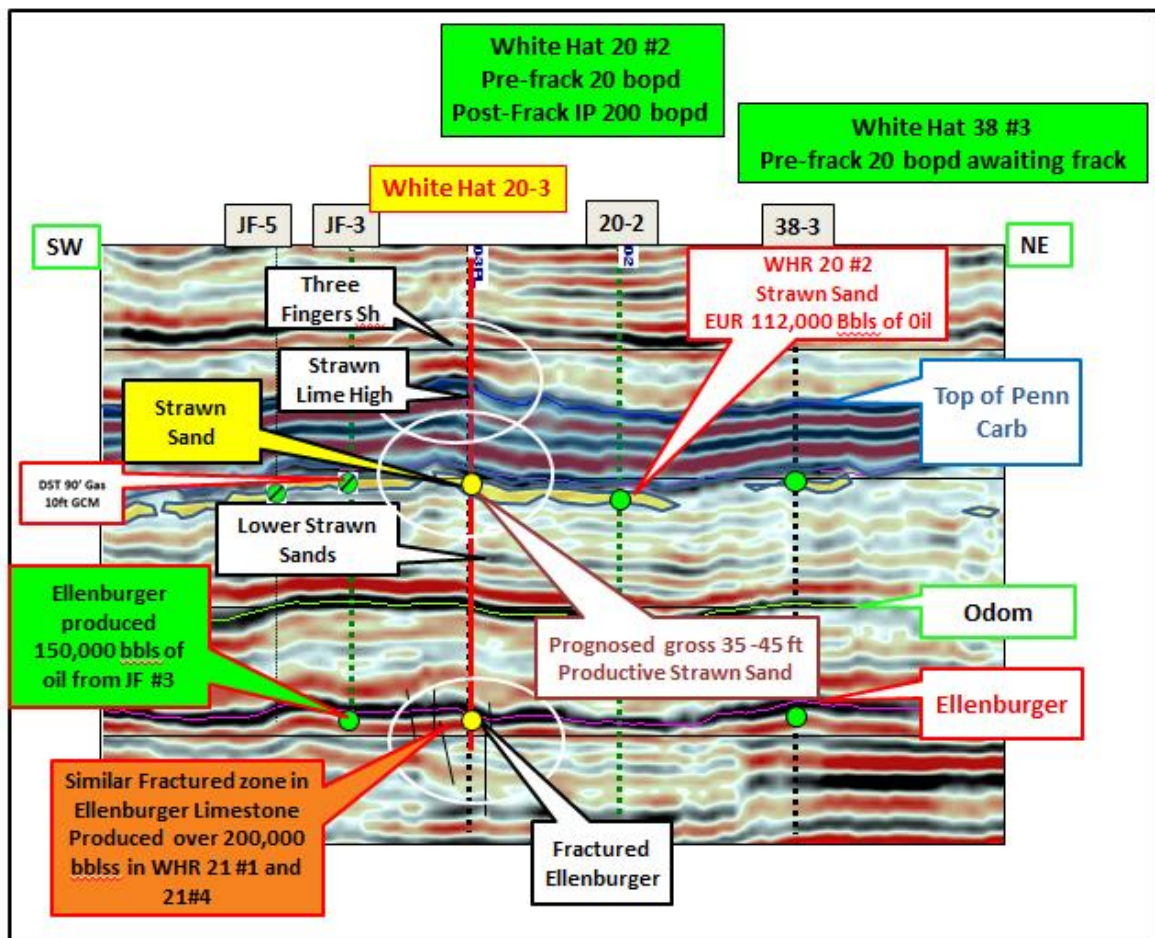 White Hat 20 #2
Pre-frack 20 bopd
Post-Frack IP 200 bopd
White Hat 38 #3
Pre-frack 20 bopd awaiting frack
White Hat 20-3
JF-5
JF-3
20-2
38-3
SW
NE
Three
Fingers Sh
WHR 20 #2
Strawn Sand
EUR 112,000 Bbls of Oil
Strawn
Lime High
Top of Penn
Carb
Strawn
Sand
DST 90' Gas
10ft GCM
Lower Strawn
Sands
Ellenburger
produced
150,000 bbls of
oil from JF #3
Odom
Prognosed gross 35 -45 ft
Productive Strawn Sand
Ellenburger
Similar Fractured zone in
Ellenburger Limestone
Produced over 200,000
bblss in WHR 21 #1 and
21#4
Fractured
Ellenburger